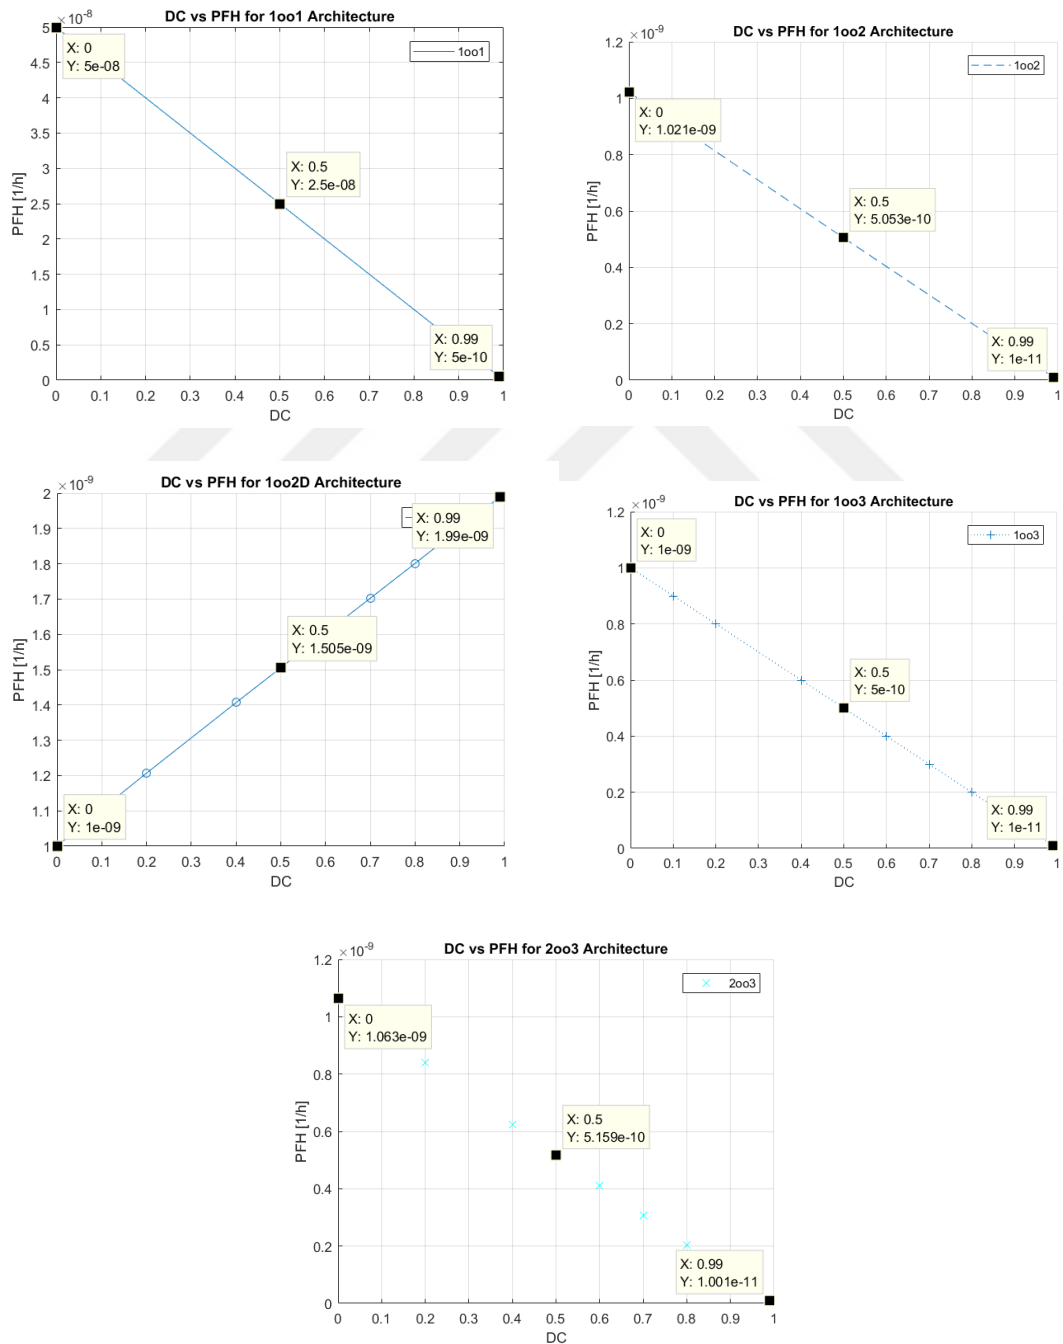 DC vs PFH for 1oo1 Architecture
×10^-8
5
4.5
4
3.5
3
2.5
2
1.5
1
0.5
0
PFH [1/h]
1oo1
X: 0
Y: 5e-08
X: 0.5
Y: 2.5e-08
X: 0.99
Y: 5e-10
0 0.1 0.2 0.3 0.4 0.5 0.6 0.7 0.8 0.9 1
DC
DC vs PFH for 1oo2 Architecture
×10^-9
1.2
1
0.8
0.6
0.4
0.2
0
PFH [1/h]
1oo2
X: 0
Y: 1.021e-09
X: 0.5
Y: 5.053e-10
X: 0.99
Y: 1e-11
0 0.1 0.2 0.3 0.4 0.5 0.6 0.7 0.8 0.9 1
DC
DC vs PFH for 1oo2D Architecture
×10^-9
2
1.9
1.8
1.7
1.6
1.5
1.4
1.3
1.2
1.1
1
PFH [1/h]
X: 0.99
Y: 1.99e-09
X: 0.5
Y: 1.505e-09
X: 0
Y: 1e-09
0 0.1 0.2 0.3 0.4 0.5 0.6 0.7 0.8 0.9 1
DC
DC vs PFH for 1oo3 Architecture
×10^-9
1.2
1
0.8
0.6
0.4
0.2
0
PFH [1/h]
1oo3
X: 0
Y: 1e-09
X: 0.5
Y: 5e-10
X: 0.99
Y: 1e-11
0 0.1 0.2 0.3 0.4 0.5 0.6 0.7 0.8 0.9 1
DC
DC vs PFH for 2oo3 Architecture
×10^-9
1.2
1
0.8
0.6
0.4
0.2
0
PFH [1/h]
2oo3
X: 0
Y: 1.063e-09
X: 0.5
Y: 5.159e-10
X: 0.99
Y: 1.001e-11
0 0.1 0.2 0.3 0.4 0.5 0.6 0.7 0.8 0.9 1
DC